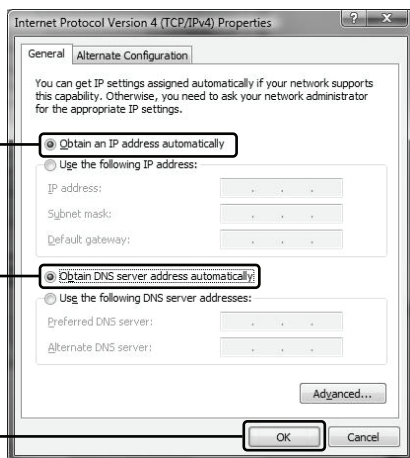 Internet Protocol Version 4 (TCP/IPv4) Properties
General
Alternate Configuration
You can get IP settings assigned automatically if your network supports
this capability. Otherwise, you need to ask your network administrator
for the appropriate IP settings.
Obtain an IP address automatically
Use the following IP address:
IP address:
Subnet mask:
Default gateway:
Obtain DNS server address automatically
Use the following DNS server addresses:
Preferred DNS server:
Alternate DNS server:
Advanced...
OK
Cancel